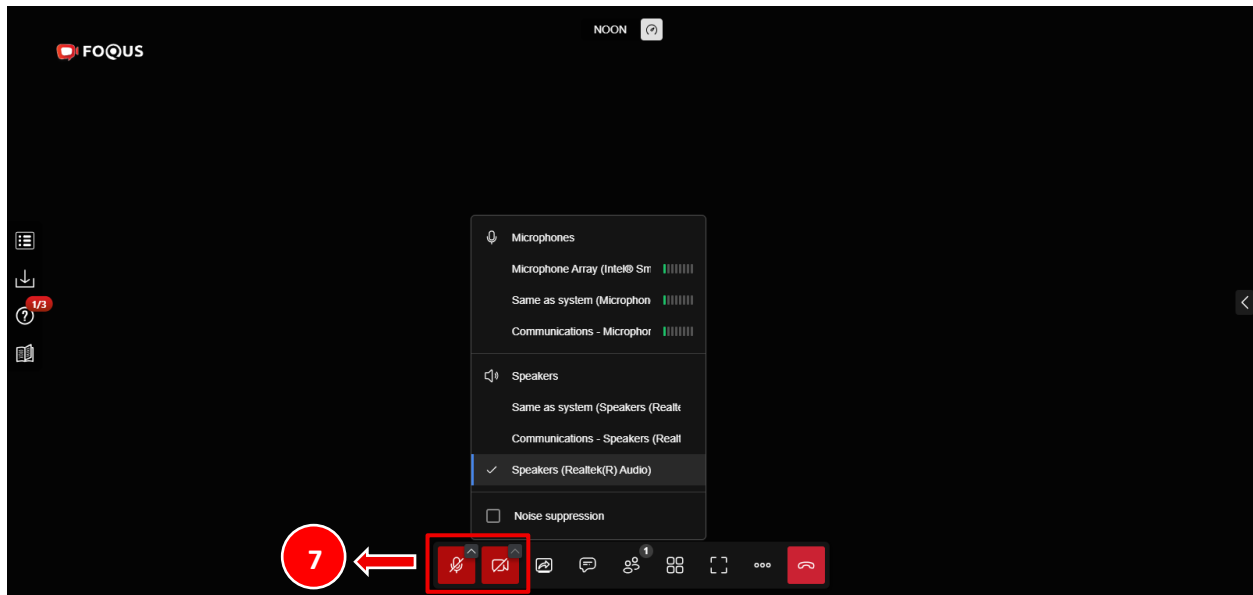 NOON
FOQUS
1/3
Microphones
Microphone Array (Intel® Sm
Same as system (Microphon
Communications - Microphor
Speakers
Same as system (Speakers (Realte
Communications - Speakers (Realt
Speakers (Realtek(R) Audio)
Noise suppression
7
1